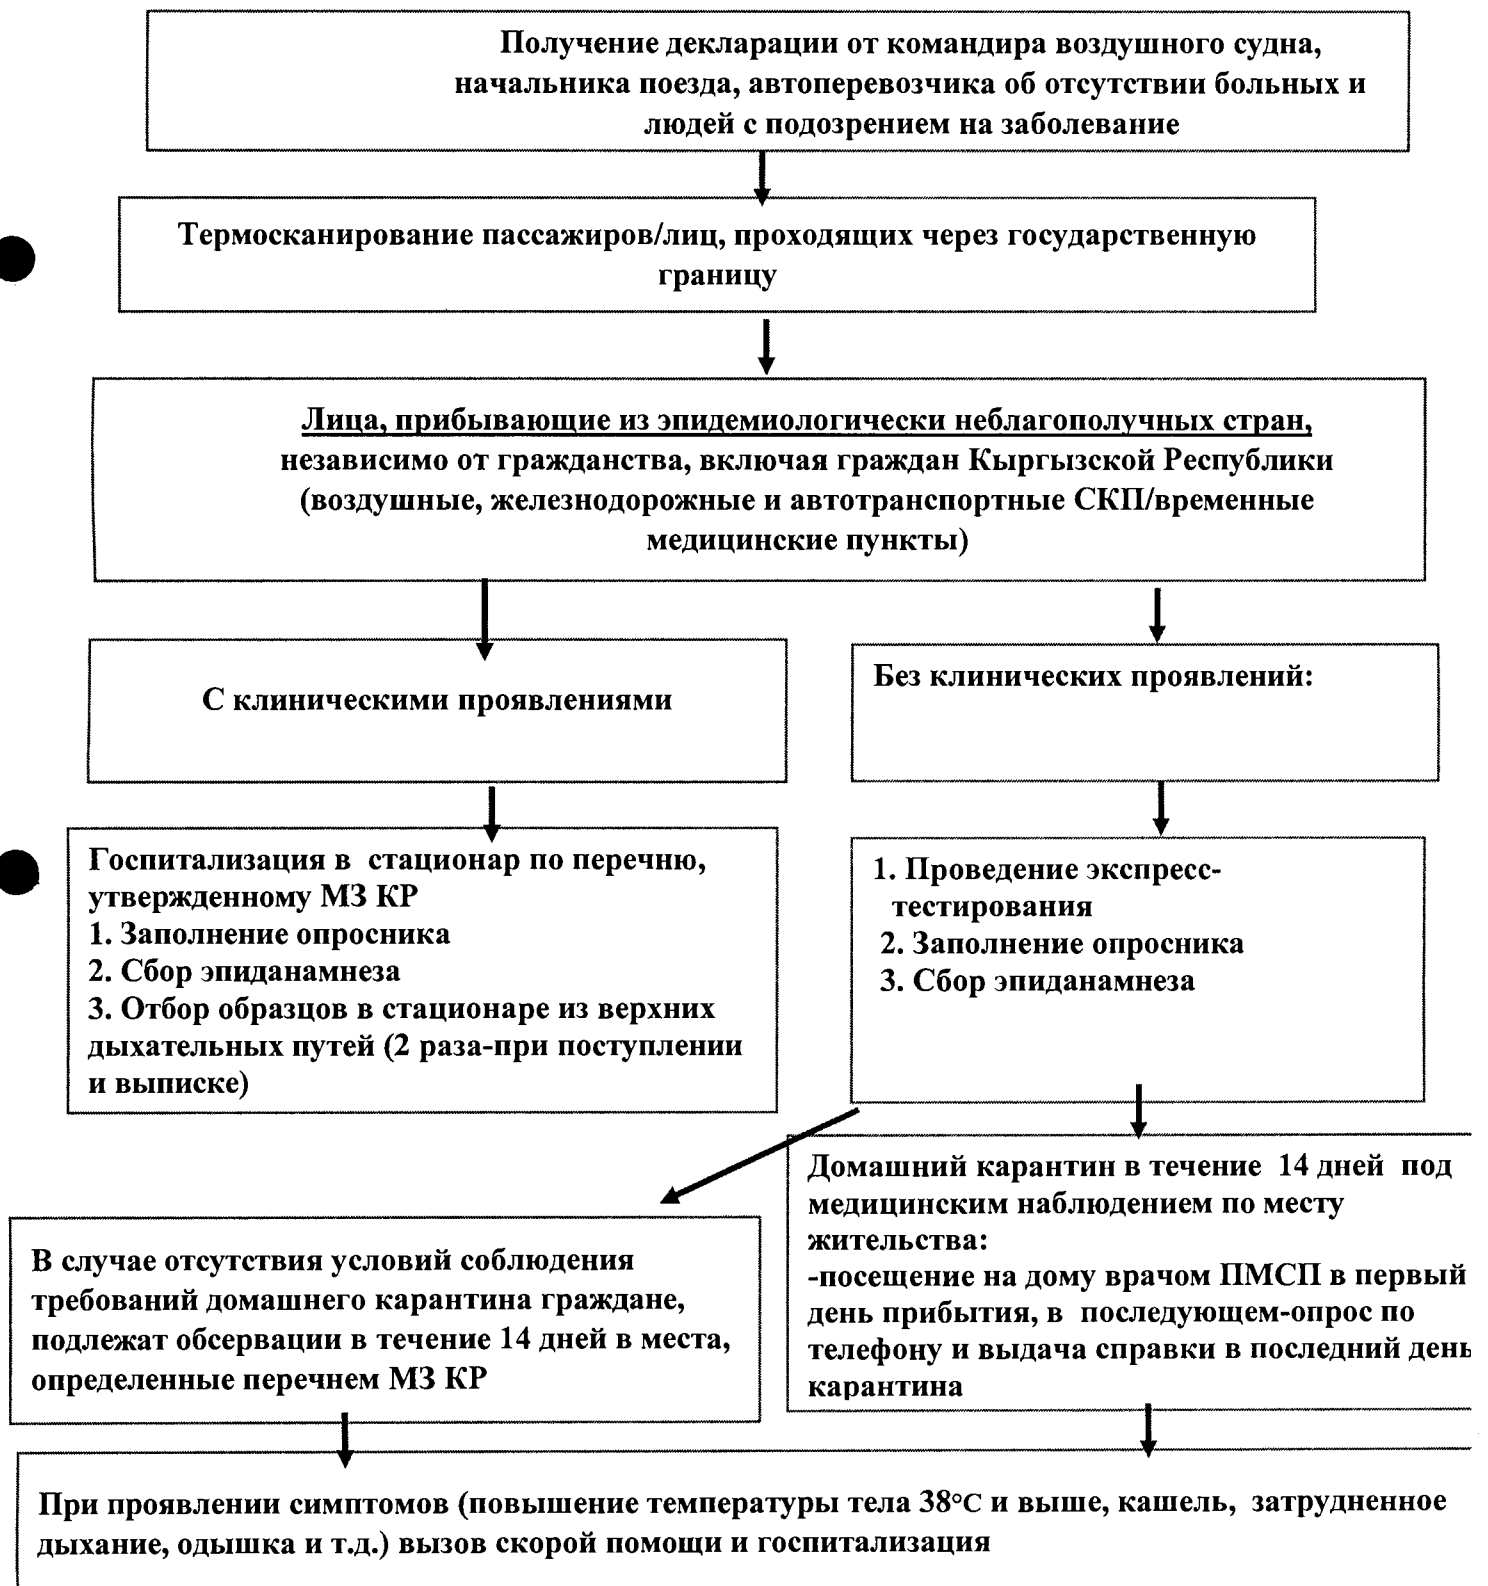 Получение декларации от командира воздушного судна,
начальника поезда, автоперевозчика об отсутствии больных и
людей с подозрением на заболевание
Термосканирование пассажиров/лиц, проходящих через государственную
границу
Лица, прибывающие из эпидемиологически неблагополучных стран,
независимо от гражданства, включая граждан Кыргызской Республики
(воздушные, железнодорожные и автотранспортные СКП/временные
медицинские пункты)
С клиническими проявлениями
Без клинических проявлений:
Госпитализация в стационар по перечню,
утвержденному МЗ КР
1. Заполнение опросника
2. Сбор эпиданамнеза
3. Отбор образцов в стационаре из верхних
дыхательных путей (2 раза-при поступлении
и выписке)
1. Проведение экспресс-
тестирования
2. Заполнение опросника
3. Сбор эпиданамнеза
Домашний карантин в течение 14 дней под
медицинским наблюдением по месту
жительства:
-посещение на дому врачом ПМСП в первый
день прибытия, в последующем-опрос по
телефону и выдача справки в последний день
карантина
В случае отсутствия условий соблюдения
требований домашнего карантина граждане,
подлежат обсервации в течение 14 дней в места,
определенные перечнем МЗ КР
При проявлении симптомов (повышение температуры тела 38°С и выше, кашель, затрудненное
дыхание, одышка и т.д.) вызов скорой помощи и госпитализация